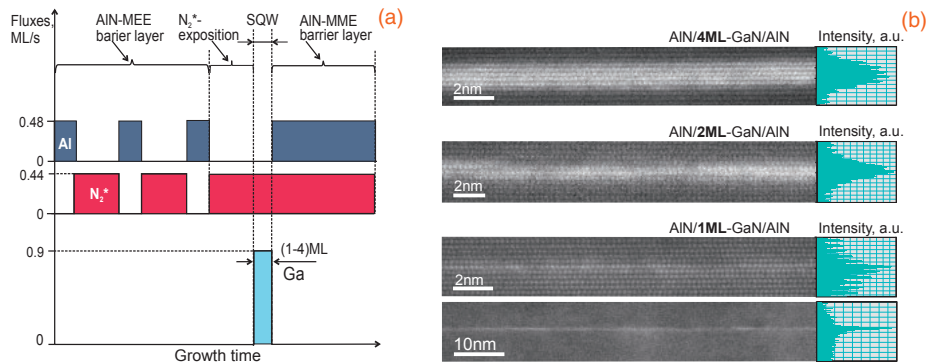 (a)
Fluxes,
ML/s
AlN-MEE
barier layer
N2*-
exposition
SQW
AlN-MME
barier layer
0.48
Al
0
0.44
N2*
0
0.9
(1-4)ML
Ga
0
Growth time
(b)
AlN/4ML-GaN/AlN Intensity, a.u.
2nm
AlN/2ML-GaN/AlN Intensity, a.u.
2nm
AlN/1ML-GaN/AlN Intensity, a.u.
2nm
10nm